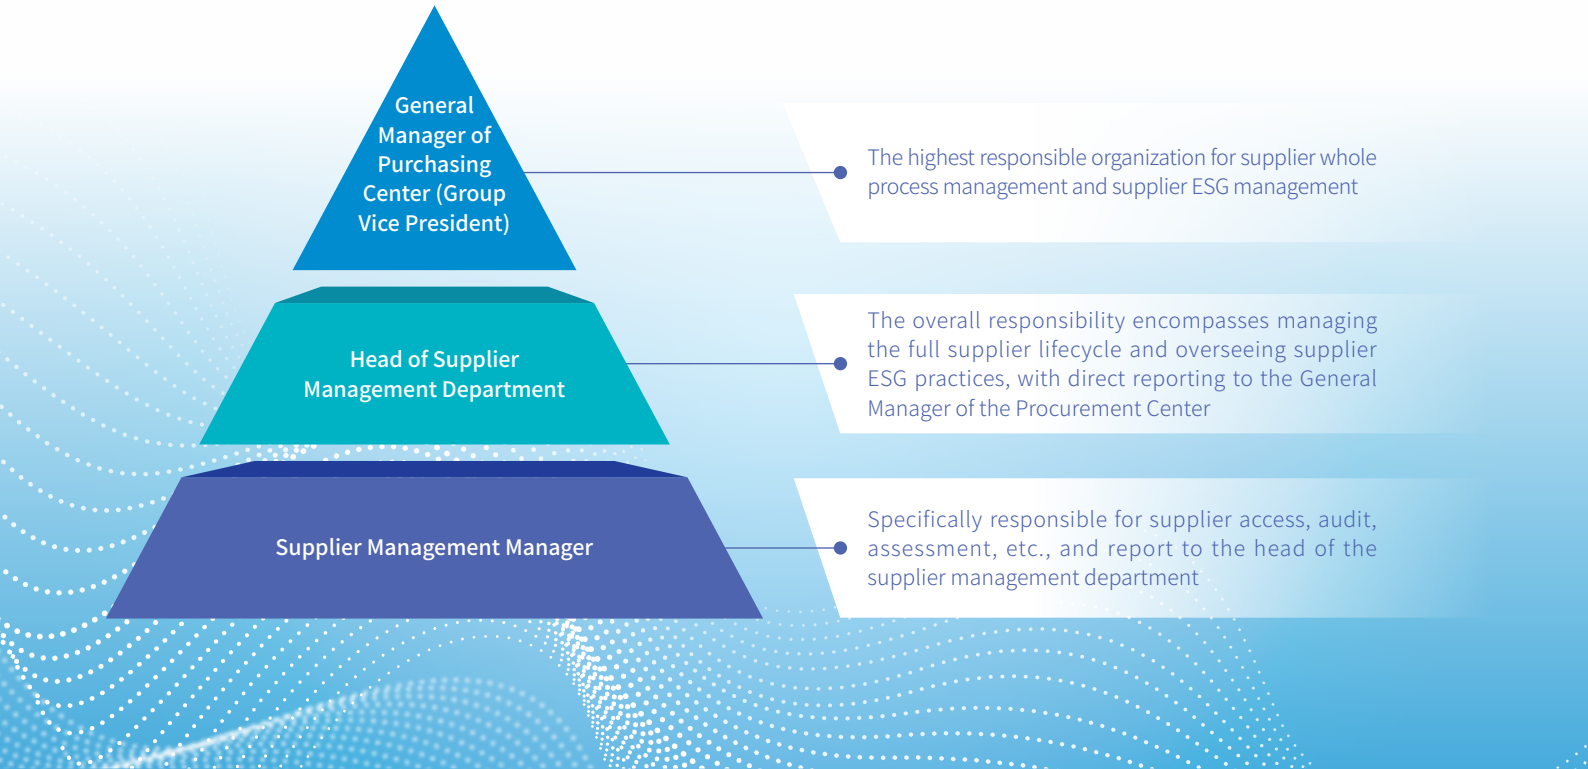 General
Manager of
Purchasing
Center (Group
Vice President)
The highest responsible organization for supplier whole
process management and supplier ESG management
Head of Supplier
Management Department
The overall responsibility encompasses managing
the full supplier lifecycle and overseeing supplier
ESG practices, with direct reporting to the General
Manager of the Procurement Center
Supplier Management Manager
Specifically responsible for supplier access, audit,
assessment, etc., and report to the head of the
supplier management department